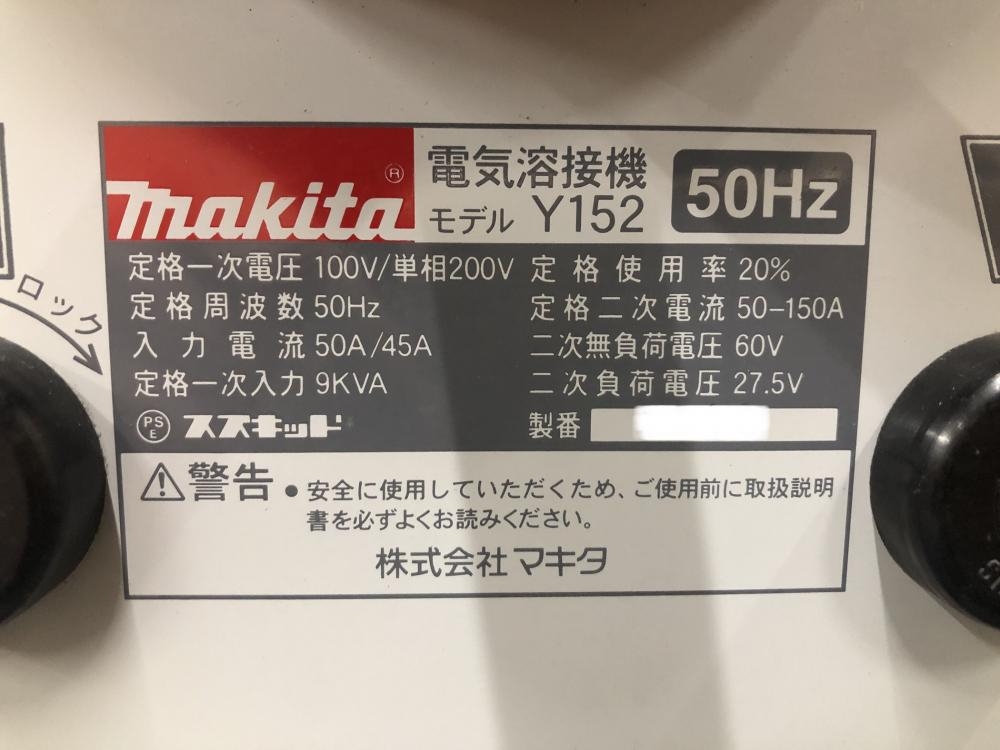 makita®
電気溶接機
モデル Y152
50Hz
定格一次電圧 100V/単相200V
定格周波数 50Hz
入力電流 50A/45A
定格一次入力 9KVA
定格使用率 20%
定格二次電流 50-150A
二次無負荷電圧 60V
二次負荷電圧 27.5V
PS
E
スズキッド
製番
警告
●安全に使用していただくため、ご使用前に取扱説明
書を必ずよくお読みください。
株式会社マキタ
ロック